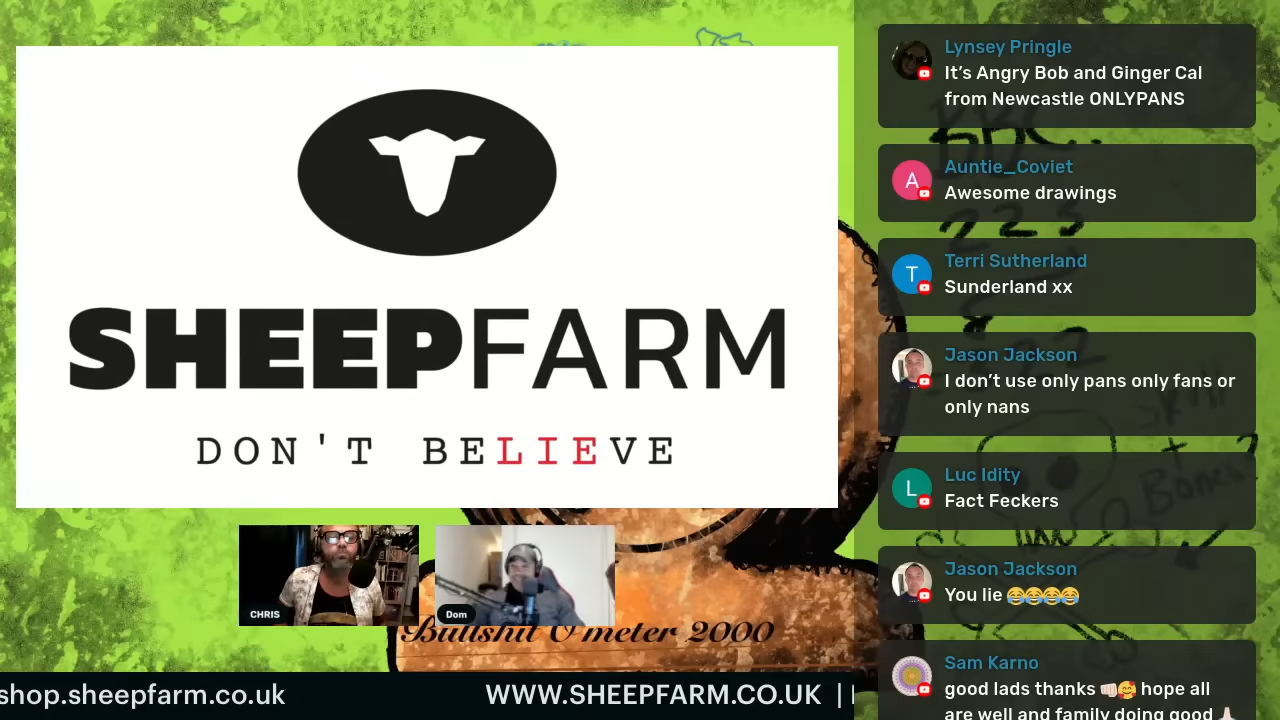 SHEEPFARM
DON'T BELIEVE
CHRIS
Dom
Bullshit O meter 2000
shop.sheepfarm.co.uk
WWW.SHEEPFARM.CO.UK |
Lynsey Pringle
It’s Angry Bob and Ginger Cal
from Newcastle ONLYPANS
A
Auntie_Coviet
Awesome drawings
T
Terri Sutherland
Sunderland xx
Jason Jackson
I don’t use only pans only fans or
only nans
L
Luc Idity
Fact Feckers
Jason Jackson
You lie 😂😂😂😂
Sam Karno
good lads thanks 👊🏻🥰 hope all
are well and family doing good
BBC
Skull
+
Bones